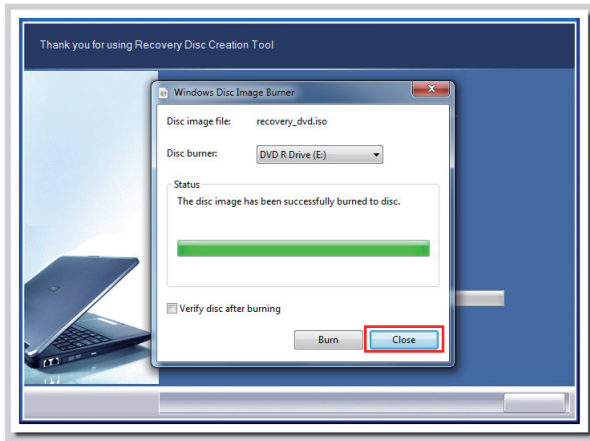 Thank you for using Recovery Disc Creation Tool
Windows Disc Image Burner
Disc image file: recovery_dvd.iso
Disc burner: DVD R Drive (E:)
Status
The disc image has been successfully burned to disc.
Verify disc after burning
Burn Close